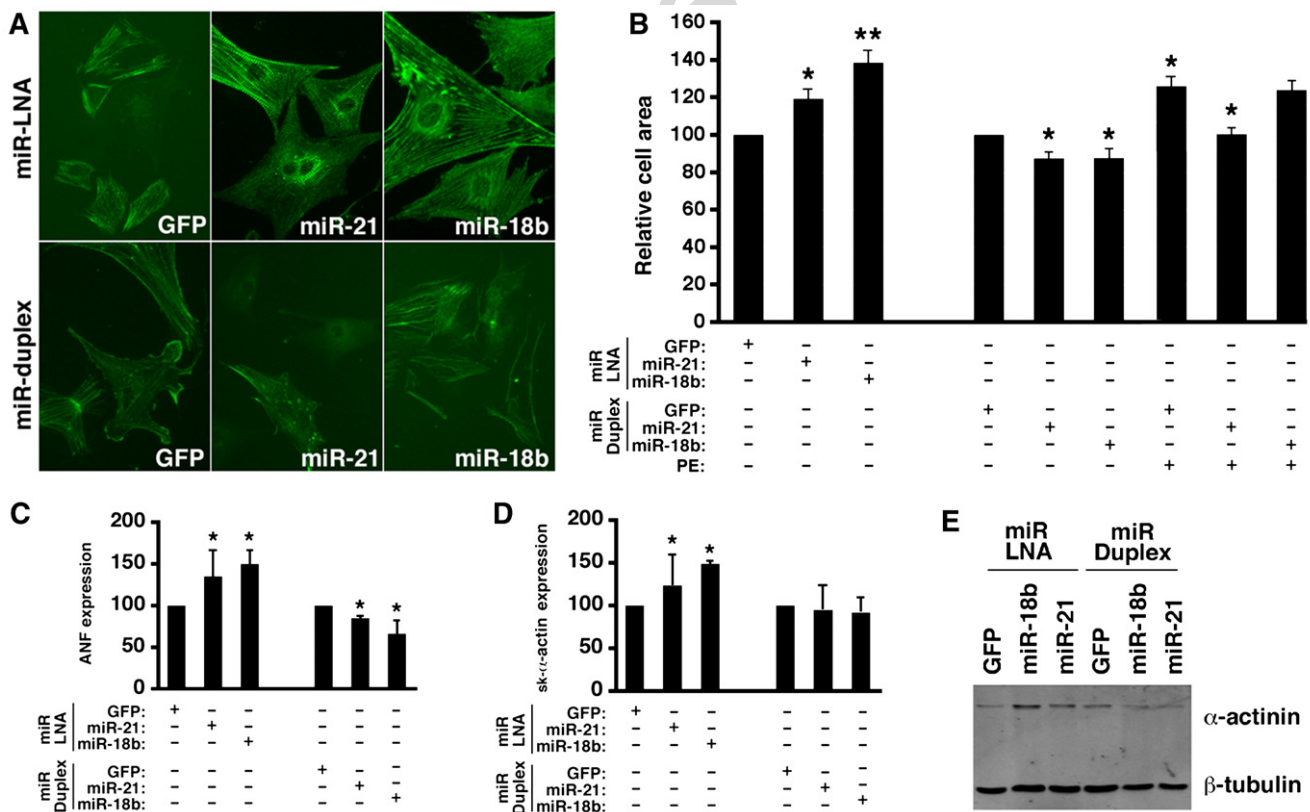 A
miR-LNA
GFP
miR-21
miR-18b
miR-duplex
GFP
miR-21
miR-18b
B
Relative cell area
160
140
120
100
80
60
40
20
0
* ** * * * *
miR LNA
GFP: + – – – – – – – –
miR-21: – + – – – – – – –
miR-18b: – – + – – – – – –
miR Duplex
GFP: – – – + – – + – –
miR-21: – – – – + – – + –
miR-18b: – – – – – + – – +
PE: – – – – – – + + +
C
ANF expression
200
150
100
50
0
* * * *
miR LNA
GFP: + – – – – –
miR-21: – + – – – –
miR-18b: – – + – – –
miR Duplex
GFP: – – – + – –
miR-21: – – – – + –
miR-18b: – – – – – +
D
sk-α-actin expression
200
150
100
50
0
* *
miR LNA
GFP: + – – – – –
miR-21: – + – – – –
miR-18b: – – + – – –
miR Duplex
GFP: – – – + – –
miR-21: – – – – + –
miR-18b: – – – – – +
E
miR LNA
miR Duplex
GFP
miR-18b
miR-21
GFP
miR-18b
miR-21
α-actinin
β-tubulin